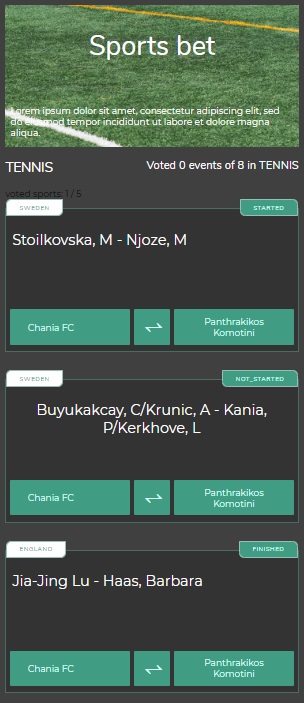 Sports bet
Lorem ipsum dolor sit amet, consectetur adipiscing elit, sed
do eiusmod tempor incididunt ut labore et dolore magna
aliqua.
TENNIS
Voted 0 events of 8 in TENNIS
voted sports: 1 / 5
SWEDEN
STARTED
Stoilkovska, M - Njoze, M
Chania FC
Panthrakikos
Komotini
SWEDEN
NOT_STARTED
Buyukakcay, C/Krunic, A - Kania,
P/Kerkhove, L
Chania FC
Panthrakikos
Komotini
ENGLAND
FINISHED
Jia-Jing Lu - Haas, Barbara
Chania FC
Panthrakikos
Komotini